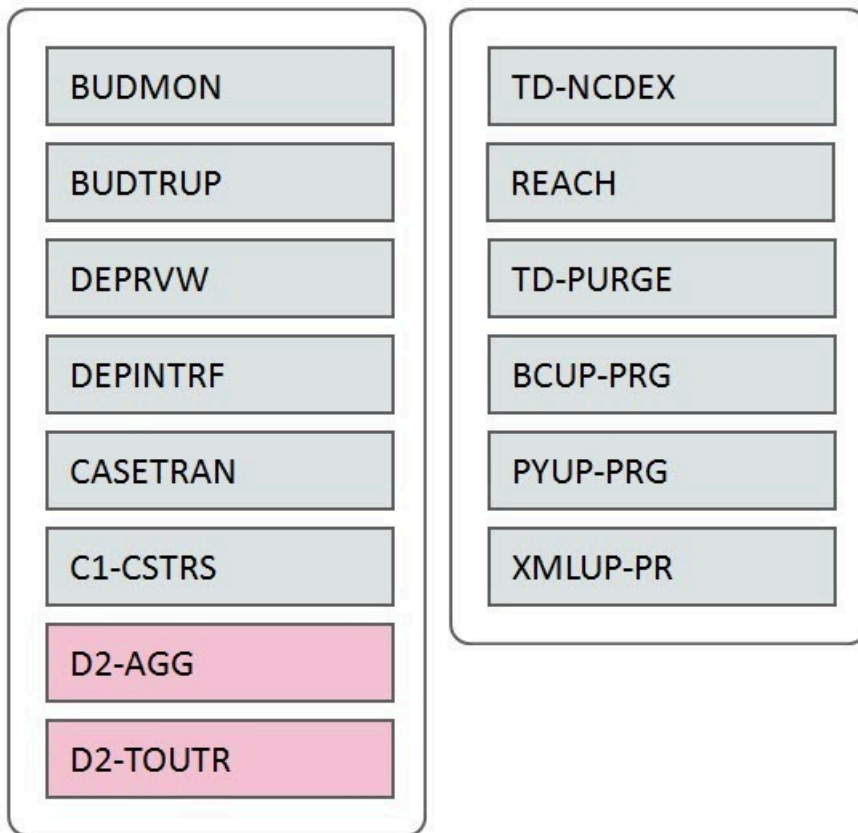 BUDMON
BUDTRUP
DEPRVW
DEPINTRF
CASETRAN
C1-CSTRS
D2-AGG
D2-TOUTR
TD-NCDEX
REACH
TD-PURGE
BCUP-PRG
PYUP-PRG
XMLUP-PR